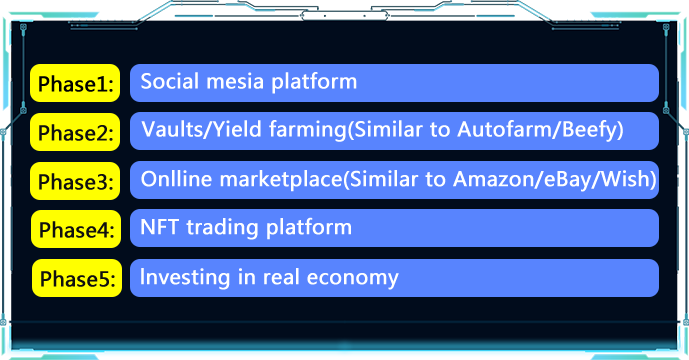 Phase1: Social mesia platform
Phase2: Vaults/Yield farming(Similar to Autofarm/Beefy)
Phase3: Onlline marketplace(Similar to Amazon/eBay/Wish)
Phase4: NFT trading platform
Phase5: Investing in real economy